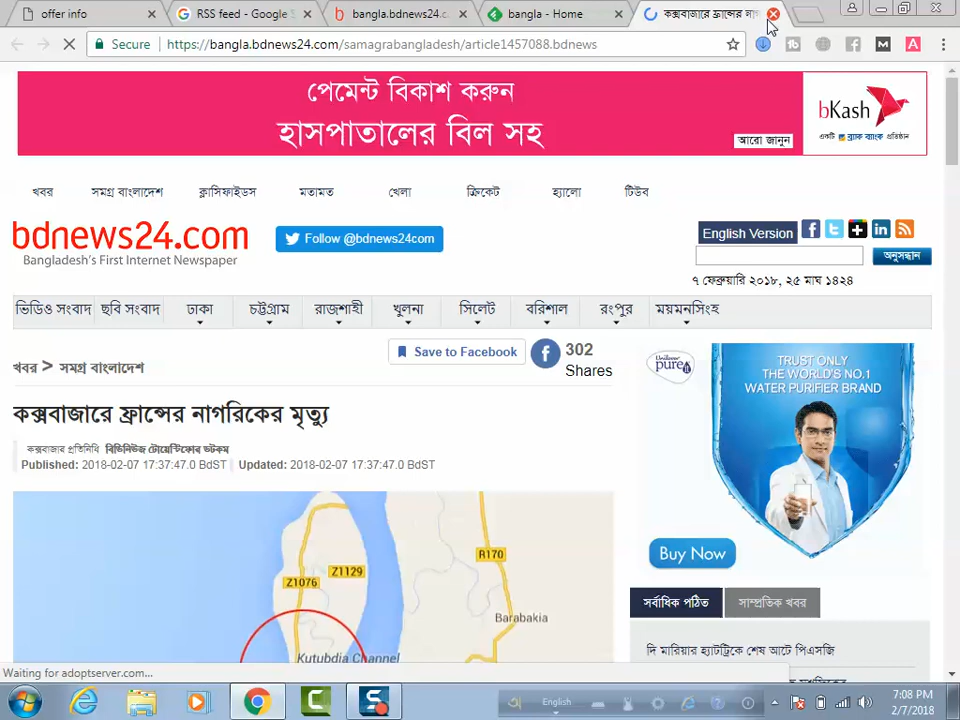 offer info
RSS feed - Google S
bangla.bdnews24.c
bangla - Home
কক্সবাজারে ফ্রান্সের না
Secure
https://bangla.bdnews24.com/samagrabangladesh/article1457088.bdnews
পেমেন্ট বিকাশ করুন
হাসপাতালের বিল সহ
আরো জানুন
bKash
একটি ব্র্যাক ব্যাংক প্রতিষ্ঠান
খবর সমগ্র বাংলাদেশ ক্লাসিফাইডস মতামত খেলা ক্রিকেট হ্যালো টিউব
bdnews24.com
Bangladesh's First Internet Newspaper
Follow @bdnews24com
English Version
অনুসন্ধান
৭ ফেব্রুয়ারি ২০১৮, ২৫ মাঘ ১৪২৪
ভিডিও সংবাদ ছবি সংবাদ ঢাকা চট্টগ্রাম রাজশাহী খুলনা সিলেট বরিশাল রংপুর ময়মনসিংহ
Save to Facebook
302
Shares
খবর > সমগ্র বাংলাদেশ
কক্সবাজারে ফ্রান্সের নাগরিকের মৃত্যু
কক্সবাজার প্রতিনিধি বিডিনিউজ টোয়েন্টিফোর ডটকম
Published: 2018-02-07 17:37:47.0 BdST Updated: 2018-02-07 17:37:47.0 BdST
Unilever
pureit
TRUST ONLY
THE WORLD'S NO.1
WATER PURIFIER BRAND
Buy Now
R170
Z1129
Z1076
Barabakia
Kutubdia Channel
সর্বাধিক পঠিত
সাম্প্রতিক খবর
দি মারিয়ার হ্যাটট্রিকে শেষ আটে পিএসজি
Waiting for adoptserver.com...
English
7:08 PM
2/7/2018